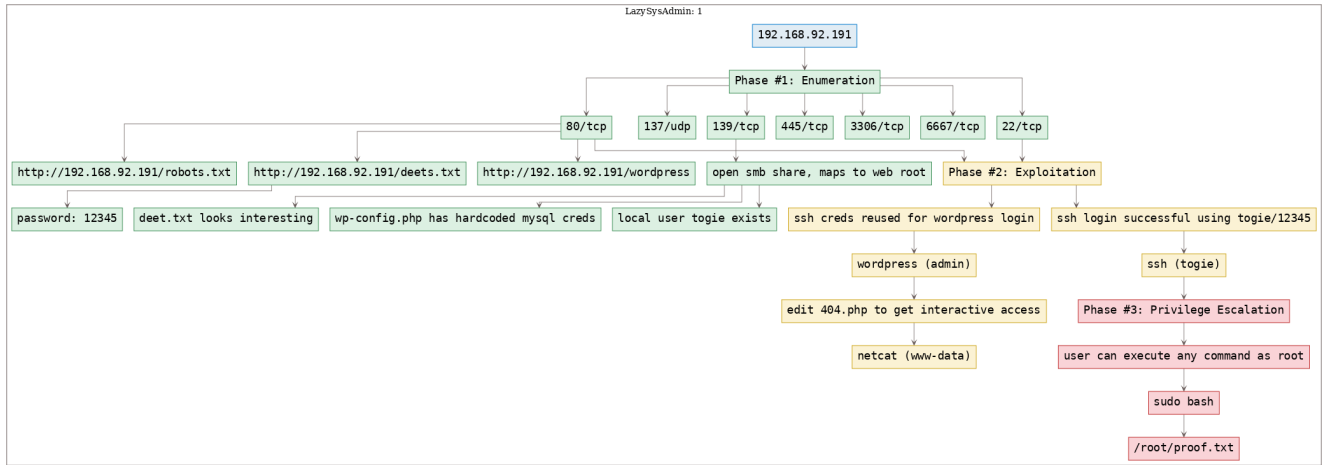 LazySysAdmin: 1
192.168.92.191
Phase #1: Enumeration
80/tcp
137/udp
139/tcp
445/tcp
3306/tcp
6667/tcp
22/tcp
http://192.168.92.191/robots.txt
http://192.168.92.191/deets.txt
http://192.168.92.191/wordpress
open smb share, maps to web root
Phase #2: Exploitation
password: 12345
deet.txt looks interesting
wp-config.php has hardcoded mysql creds
local user togie exists
ssh creds reused for wordpress login
ssh login successful using togie/12345
wordpress (admin)
ssh (togie)
edit 404.php to get interactive access
Phase #3: Privilege Escalation
netcat (www-data)
user can execute any command as root
sudo bash
/root/proof.txt